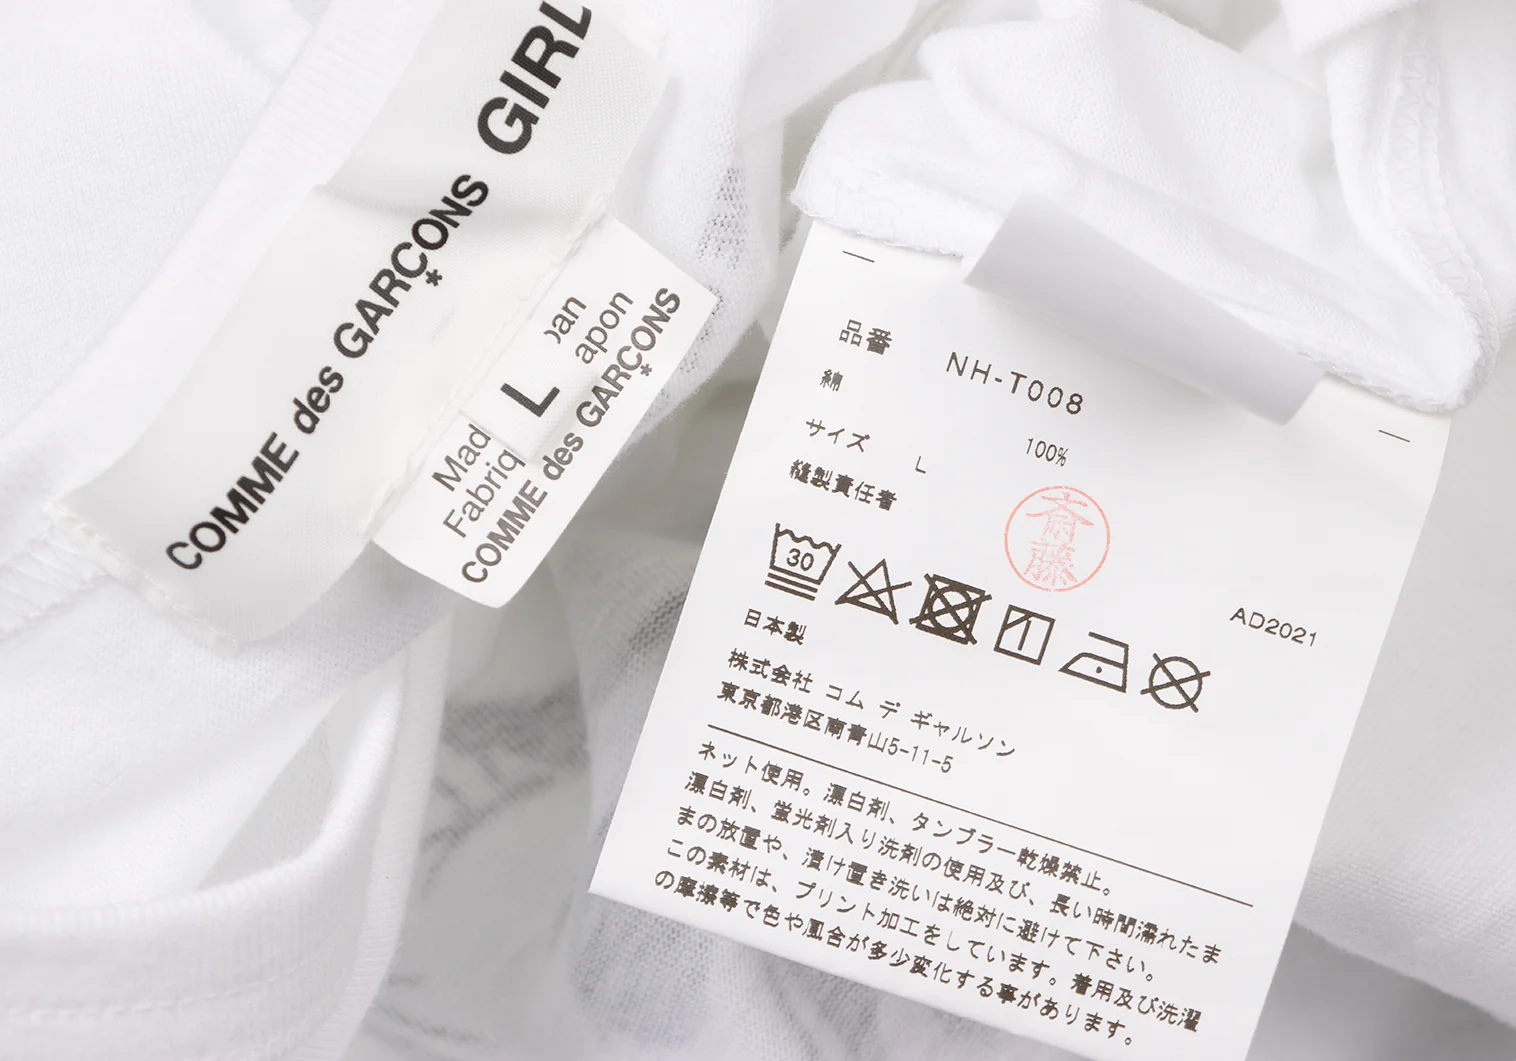 COMME des GARÇONS GIRL
L
COMME des GARÇONS
品番 NH-T008
綿 100%
サイズ L
縫製責任者
斉藤
30
AD2021
日本製
株式会社 コム デ ギャルソン
東京都港区南青山5-11-5
ネット使用。漂白剤、タンブラー乾燥禁止。
漂白剤、蛍光剤入り洗剤の使用及び、長い時間濡れたま
まの放置や、漬け置き洗いは絶対に避けて下さい。
この素材は、プリント加工をしています。着用及び洗濯
の摩擦等で色や風合が多少変化する事があります。